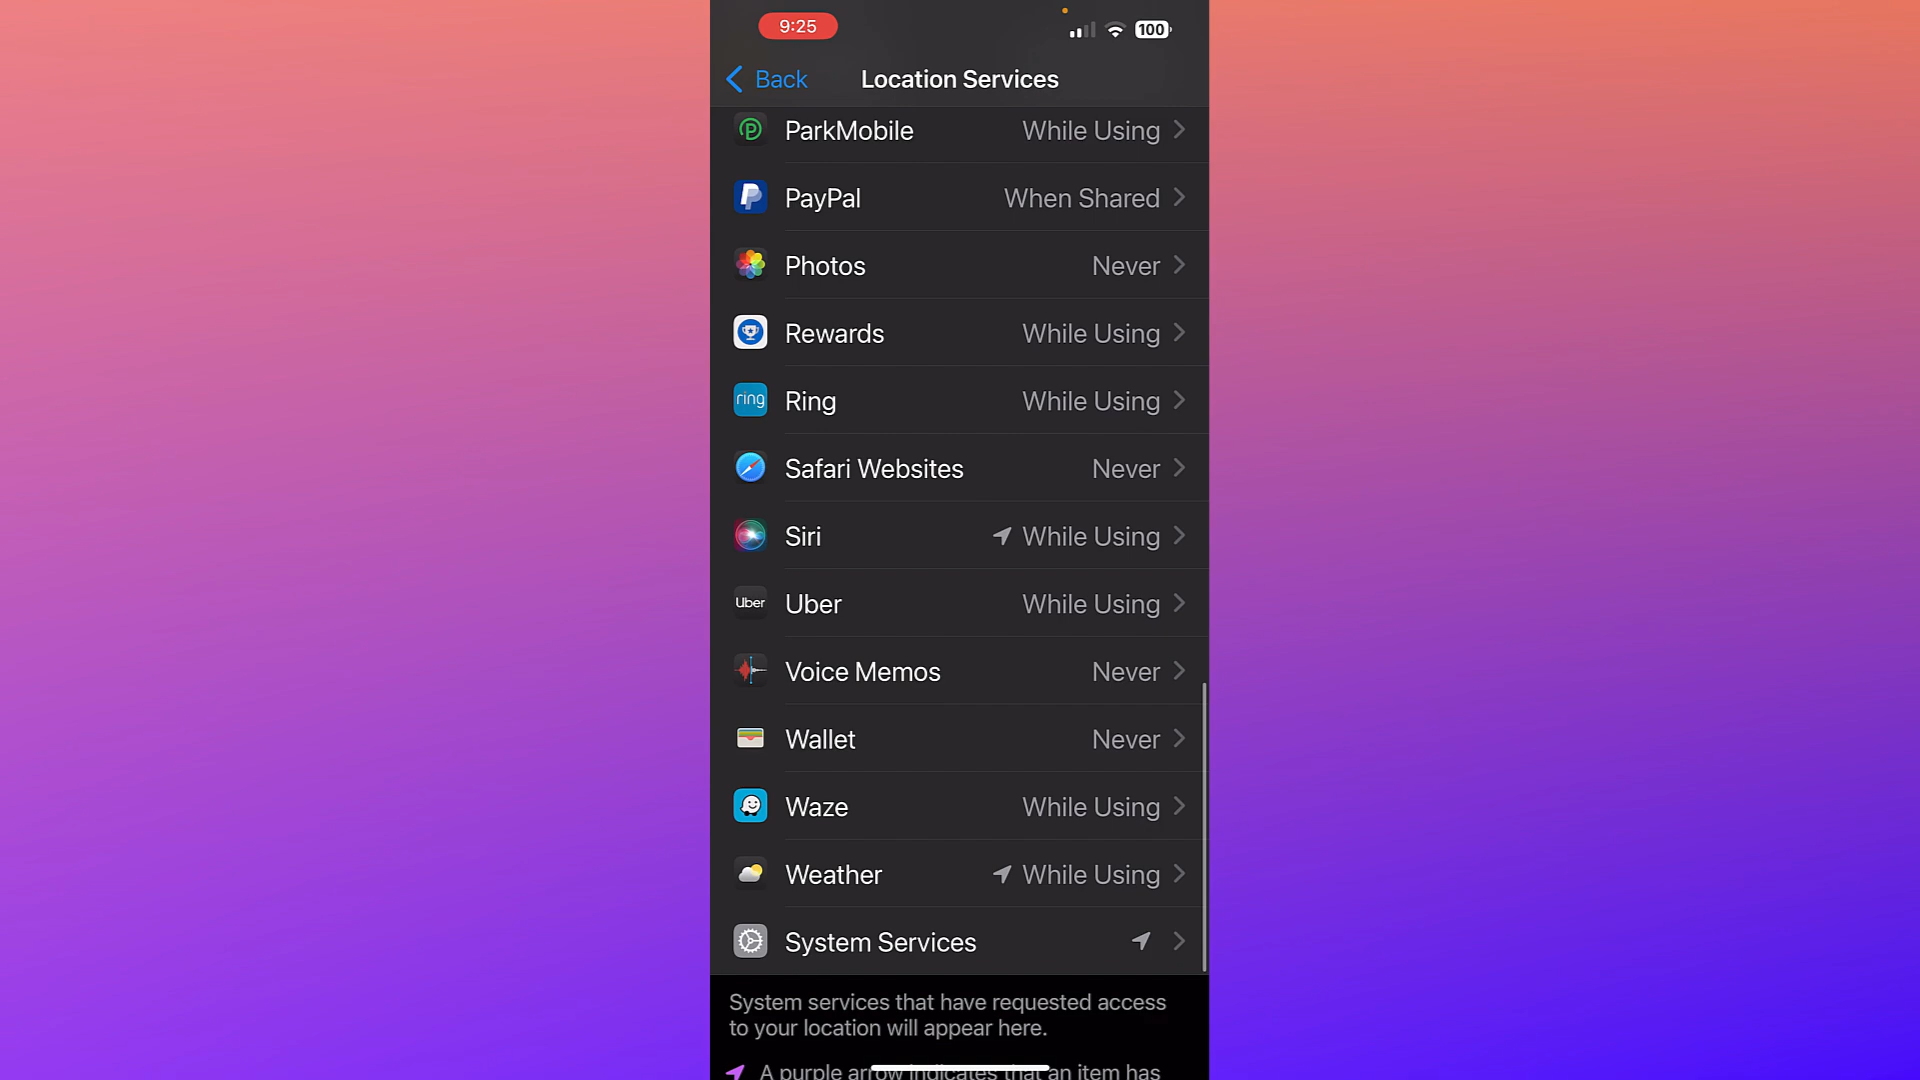 9:25
100
Back
Location Services
ParkMobile While Using
PayPal When Shared
Photos Never
Rewards While Using
ring Ring While Using
Safari Websites Never
Siri While Using
Uber Uber While Using
Voice Memos Never
Wallet Never
Waze While Using
Weather While Using
System Services
System services that have requested access
to your location will appear here.
A purple arrow indicates that an item has